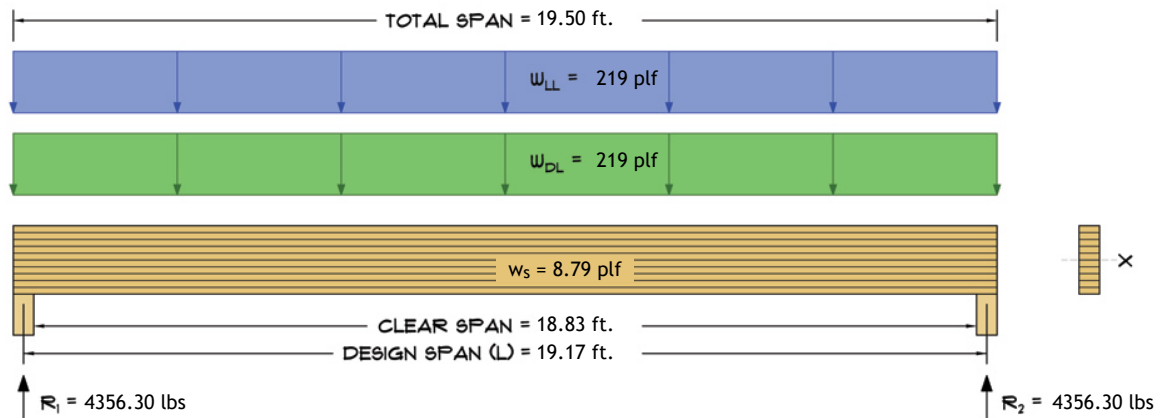 TOTAL SPAN = 19.50 ft.
wLL = 219 plf
wDL = 219 plf
ws = 8.79 plf
X
CLEAR SPAN = 18.83 ft.
DESIGN SPAN (L) = 19.17 ft.
R1 = 4356.30 lbs
R2 = 4356.30 lbs